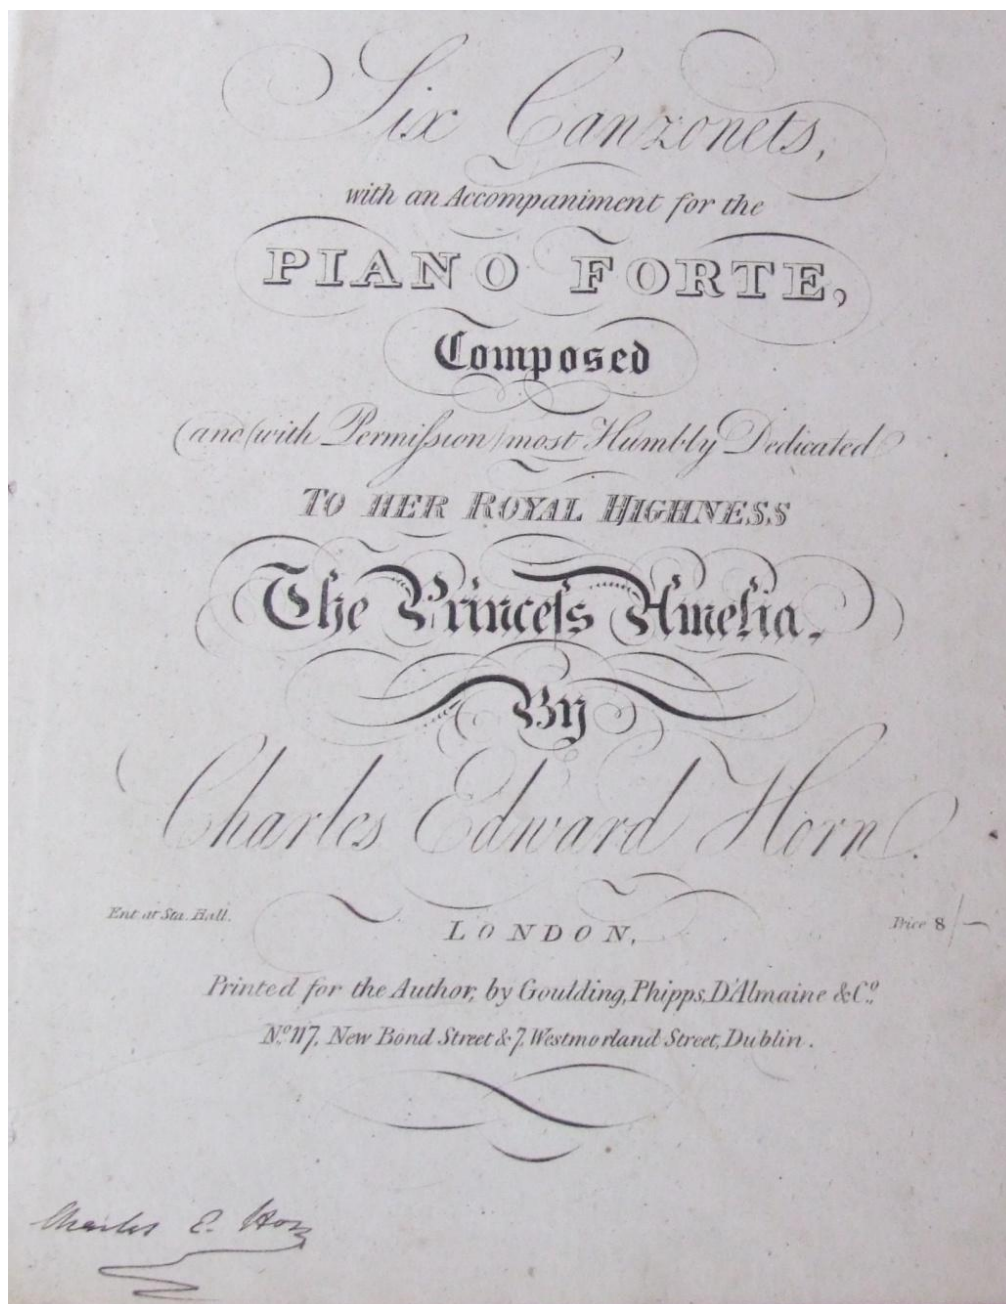 Six Canzonets,
with an Accompaniment for the
PIANO FORTE,
Composed
(and (with Permiſsion) most Humbly Dedicated
TO HER ROYAL HIGHNESS
The Princeſs Amelia.
By
Charles Edward Horn.
Ent at Sta. Hall.
Price 8/-
LONDON,
Printed for the Author, by Goulding, Phipps, D'Almaine & Cº.
Nº 117, New Bond Street & 7, Westmorland Street, Dublin.
Charles E. Horn